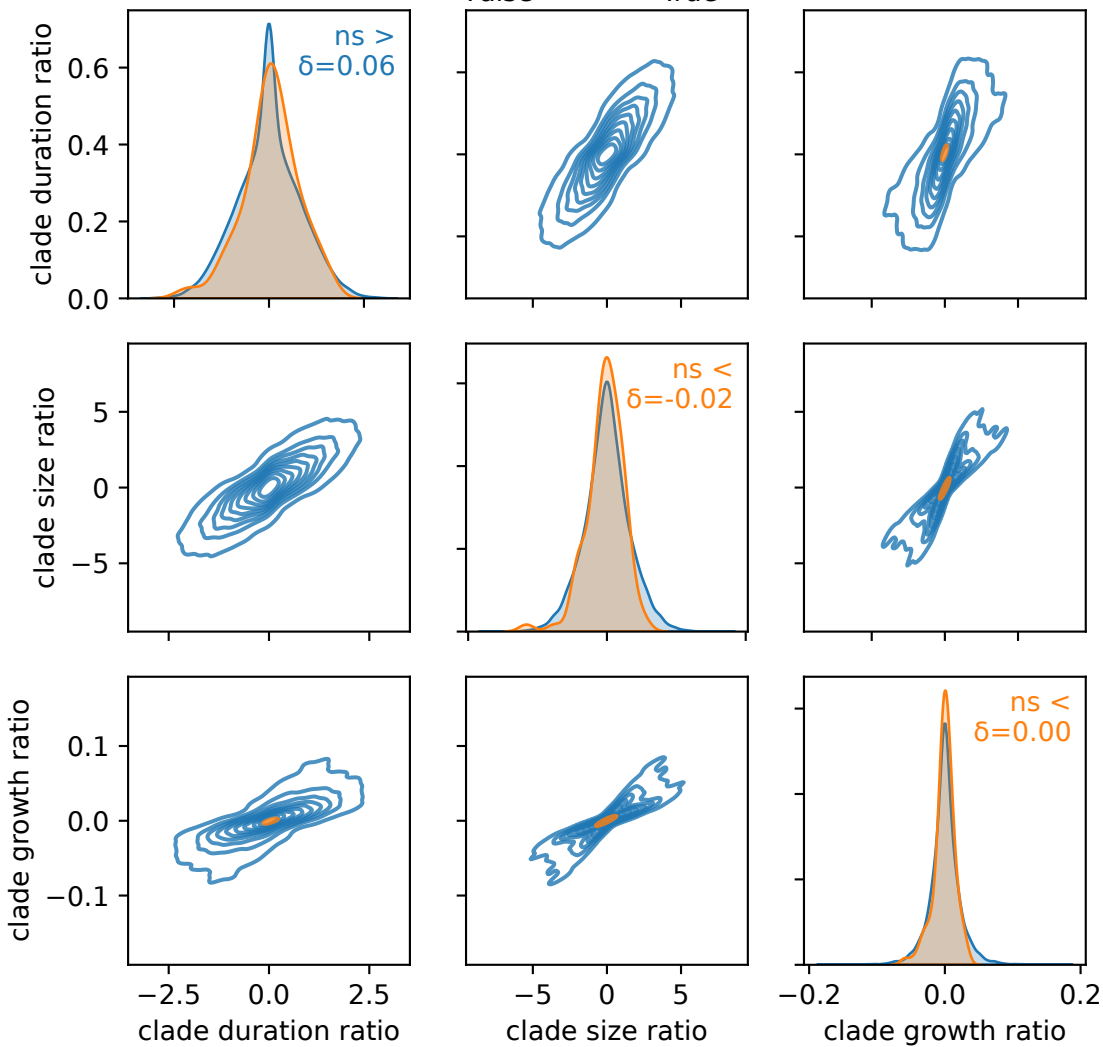 clade duration ratio
0.6
0.4
0.2
0.0
ns >
δ=0.06
clade size ratio
5
0
−5
ns <
δ=-0.02
clade growth ratio
0.1
0.0
−0.1
ns <
δ=0.00
−2.5 0.0 2.5
−5 0 5
−0.2 0.0 0.2
clade duration ratio
clade size ratio
clade growth ratio